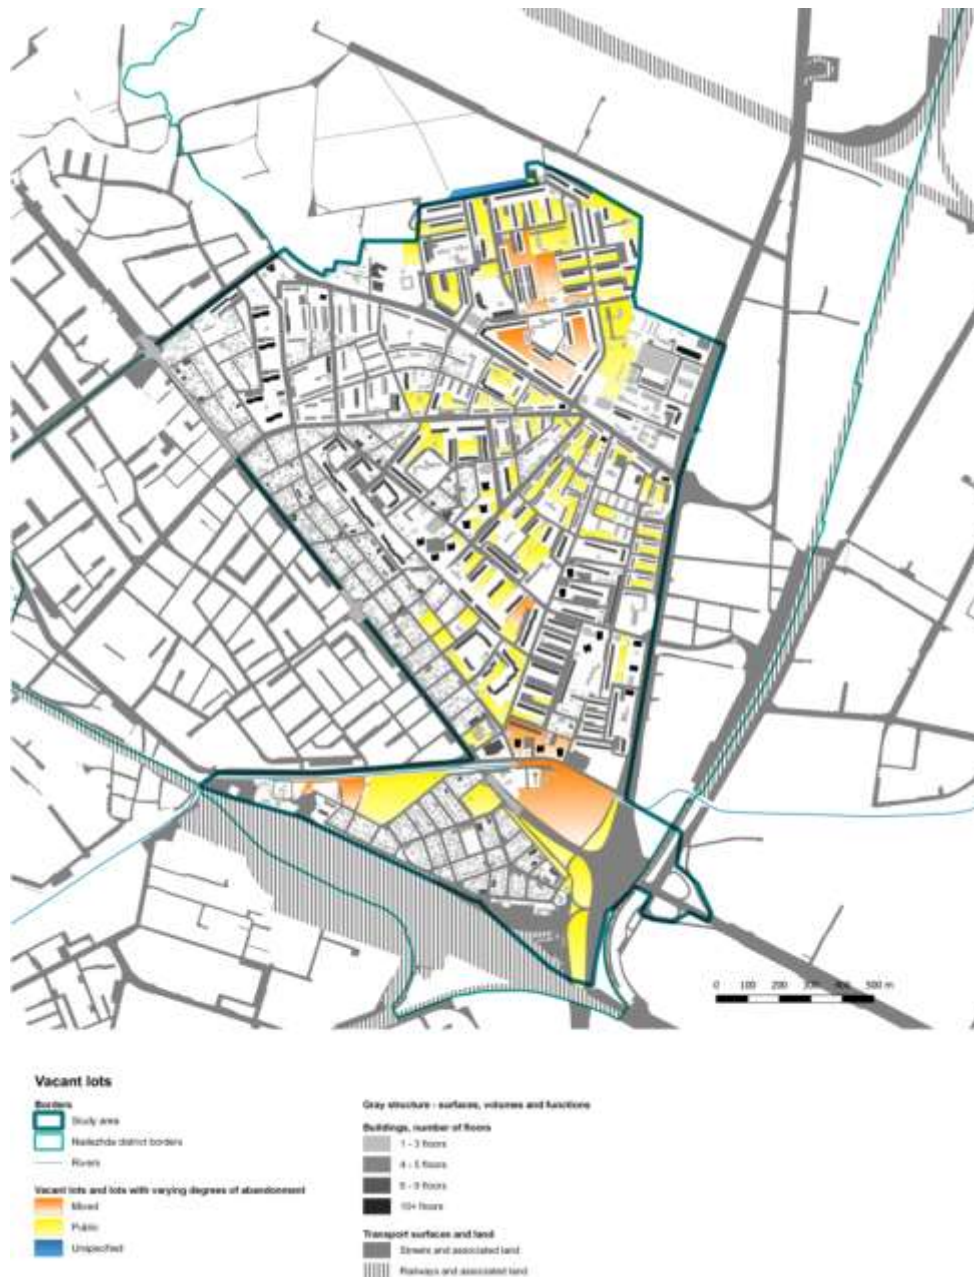 0 100 200 300 400 500 m
Vacant lots
Borders
Study area
Nadezhda district borders
Rivers
Vacant lots and lots with varying degrees of abandonment
Mixed
Public
Unspecified
Gray structure - surfaces, volumes and functions
Buildings, number of floors
1 - 3 floors
4 - 5 floors
6 - 9 floors
10+ floors
Transport surfaces and land
Streets and associated land
Railways and associated land